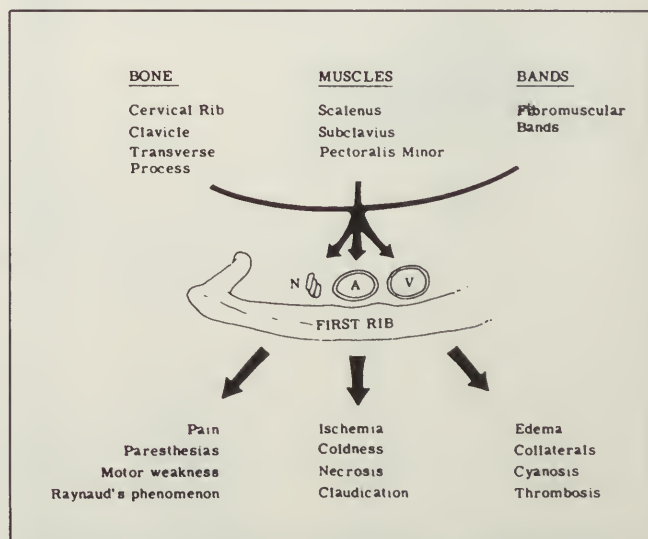 BONE
Cervical Rib
Clavicle
Transverse
Process
MUSCLES
Scalenus
Subclavius
Pectoralis Minor
BANDS
Fibromuscular
Bands
N A V
FIRST RIB
Pain
Paresthesias
Motor weakness
Raynaud's phenomenon
Ischemia
Coldness
Necrosis
Claudication
Edema
Collaterals
Cyanosis
Thrombosis